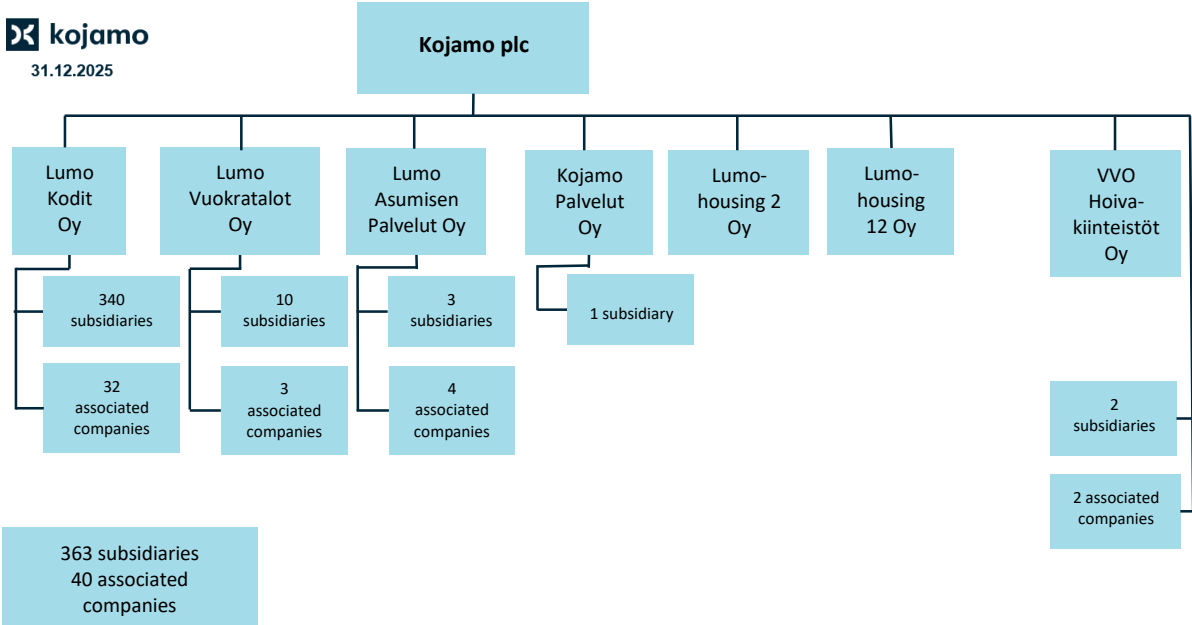 kojamo
31.12.2025
Kojamo plc
Lumo
Kodit
Oy
Lumo
Vuokratalot
Oy
Lumo
Asumisen
Palvelut Oy
Kojamo
Palvelut
Oy
Lumo-
housing 2
Oy
Lumo-
housing
12 Oy
VVO
Hoiva-
kiinteistöt
Oy
340
subsidiaries
10
subsidiaries
3
subsidiaries
1 subsidiary
32
associated
companies
3
associated
companies
4
associated
companies
2
subsidiaries
2 associated
companies
363 subsidiaries
40 associated
companies